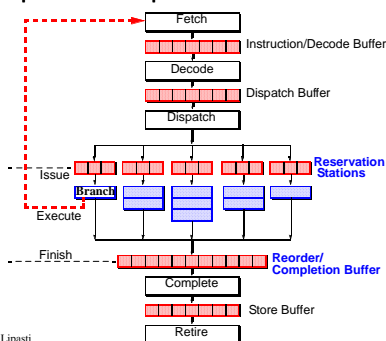 Fetch
Instruction/Decode Buffer
Decode
Dispatch Buffer
Dispatch
Reservation
Stations
Issue
Branch
Execute
Finish
Reorder/
Completion Buffer
Complete
Store Buffer
Retire
Lipasti